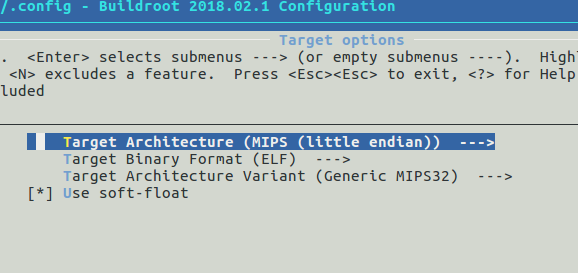 /.config - Buildroot 2018.02.1 Configuration
Target options
. <Enter> selects submenus ---> (or empty submenus ----). High
<N> excludes a feature. Press <Esc><Esc> to exit, <?> for Help
luded
Target Architecture (MIPS (little endian)) --->
Target Binary Format (ELF) --->
Target Architecture Variant (Generic MIPS32) --->
[*] Use soft-float